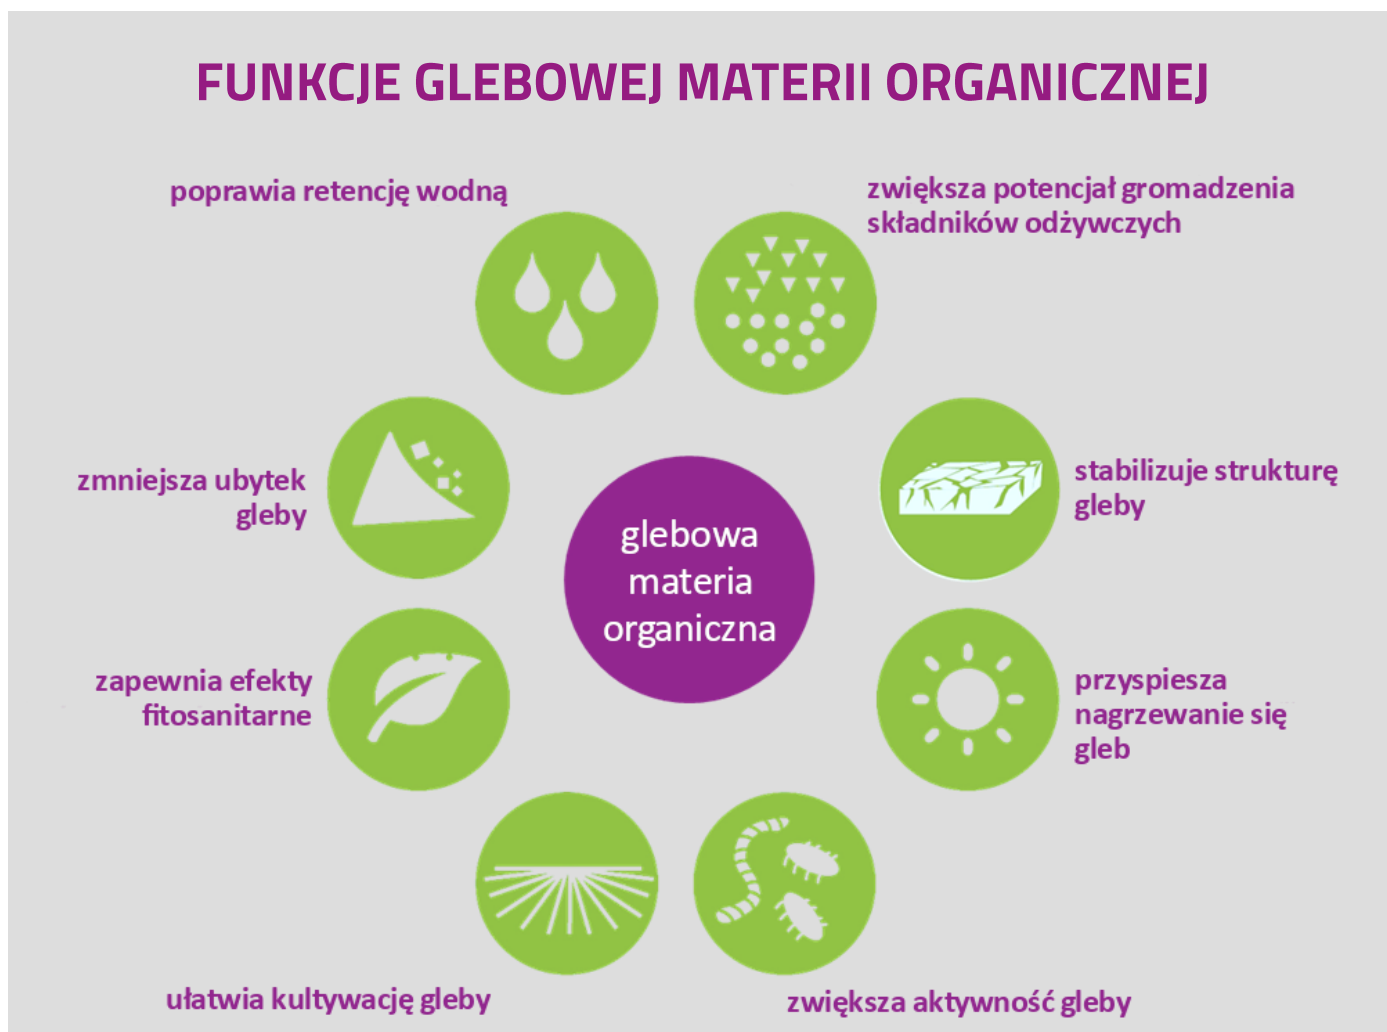 FUNKCJE GLEBOWEJ MATERII ORGANICZNEJ
poprawia retencję wodną
zwiększa potencjał gromadzenia
składników odżywczych
zmniejsza ubytek
gleby
stabilizuje strukturę
gleby
glebowa
materia
organiczna
zapewnia efekty
fitosanitarne
przyspiesza
nagrzewanie się
gleb
ułatwia kultywację gleby
zwiększa aktywność gleby